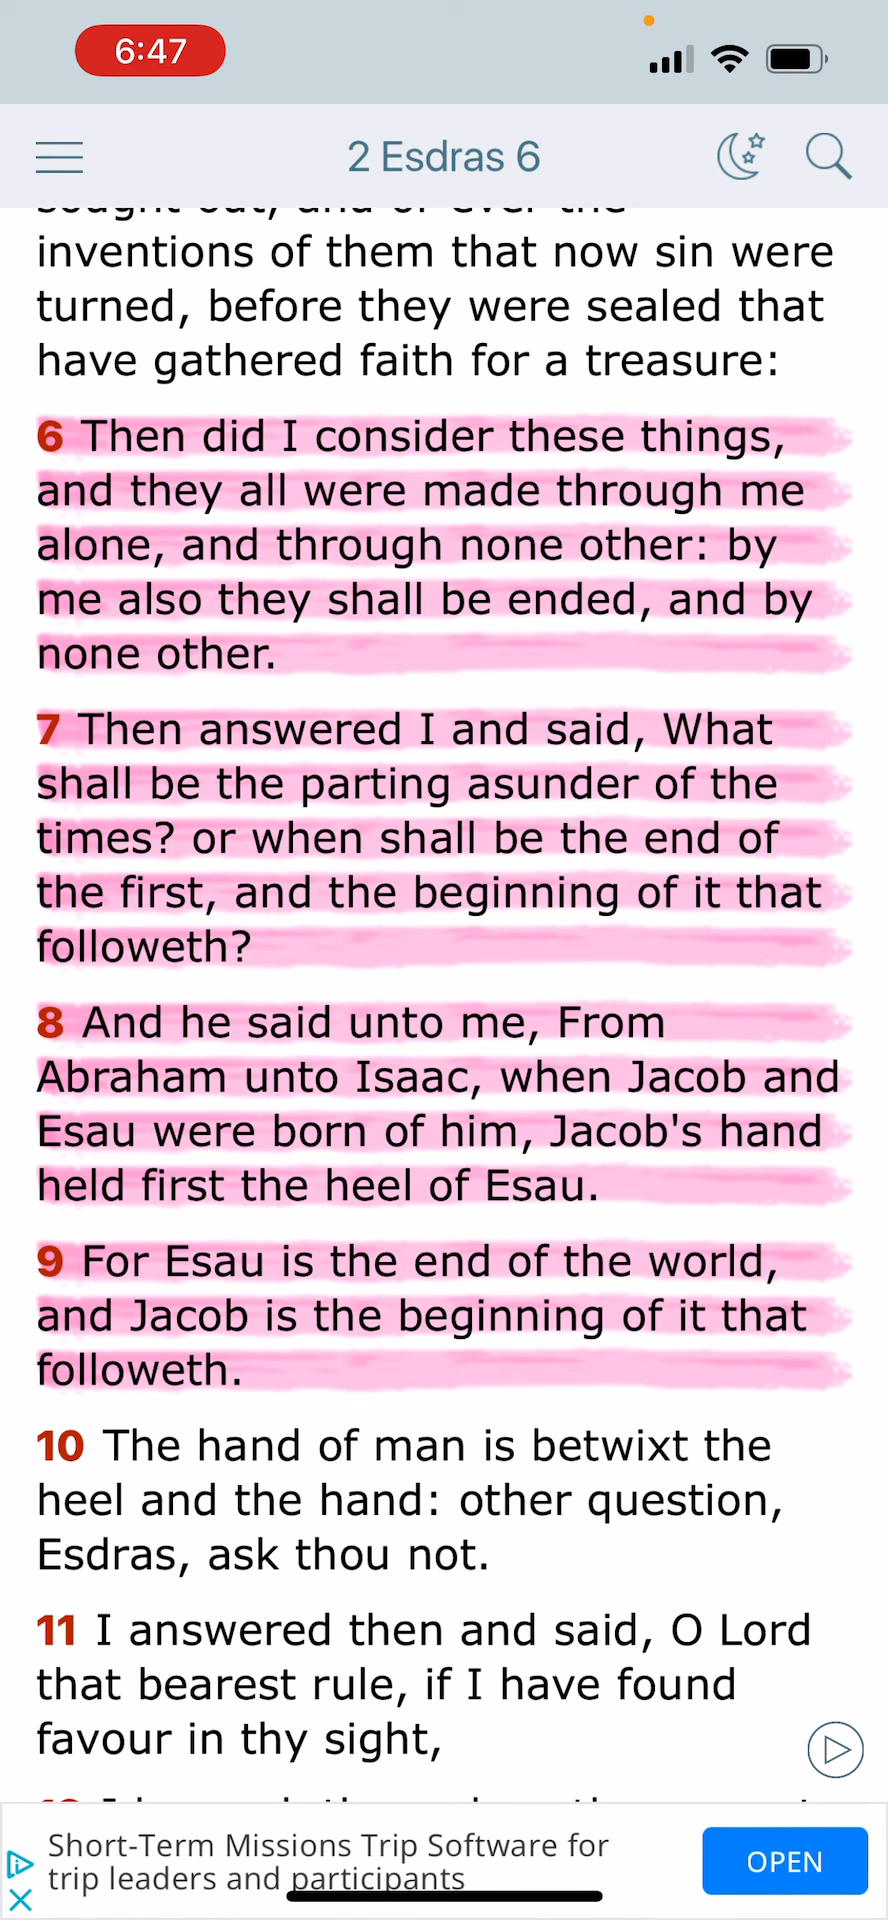 6:47
2 Esdras 6
sought out, and or ever the
inventions of them that now sin were
turned, before they were sealed that
have gathered faith for a treasure:
6 Then did I consider these things,
and they all were made through me
alone, and through none other: by
me also they shall be ended, and by
none other.
7 Then answered I and said, What
shall be the parting asunder of the
times? or when shall be the end of
the first, and the beginning of it that
followeth?
8 And he said unto me, From
Abraham unto Isaac, when Jacob and
Esau were born of him, Jacob's hand
held first the heel of Esau.
9 For Esau is the end of the world,
and Jacob is the beginning of it that
followeth.
10 The hand of man is betwixt the
heel and the hand: other question,
Esdras, ask thou not.
11 I answered then and said, O Lord
that bearest rule, if I have found
favour in thy sight,
Short-Term Missions Trip Software for
trip leaders and participants
OPEN